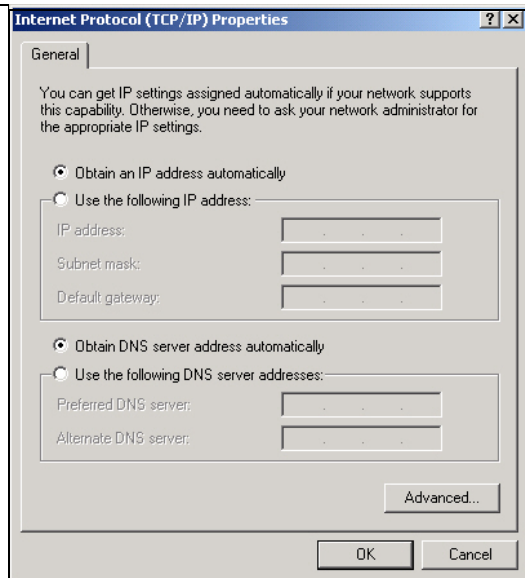 Internet Protocol (TCP/IP) Properties
General
You can get IP settings assigned automatically if your network supports
this capability. Otherwise, you need to ask your network administrator for
the appropriate IP settings.
Obtain an IP address automatically
Use the following IP address:
IP address:
Subnet mask:
Default gateway:
Obtain DNS server address automatically
Use the following DNS server addresses:
Preferred DNS server:
Alternate DNS server:
Advanced...
OK Cancel